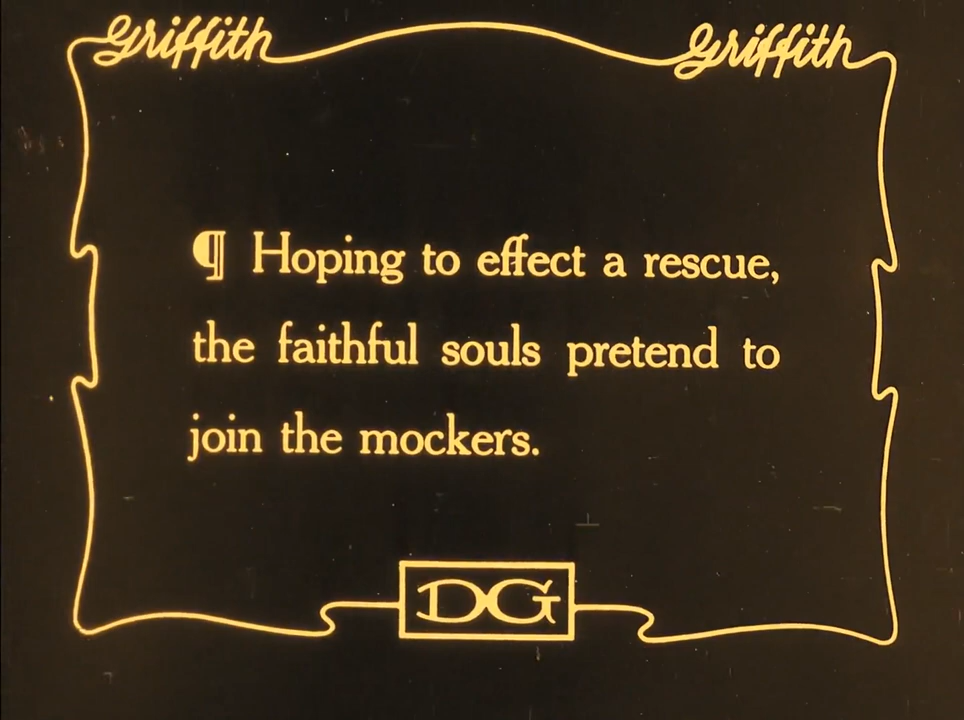 Griffith Griffith
¶ Hoping to effect a rescue,
the faithful souls pretend to
join the mockers.
DG